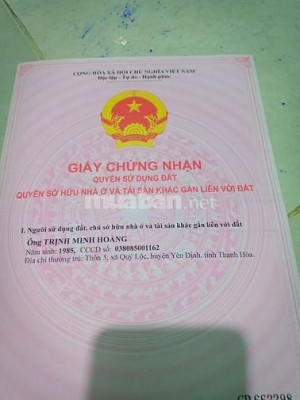 CỘNG HÒA XÃ HỘI CHỦ NGHĨA VIỆT NAM
Độc lập - Tự do - Hạnh phúc
GIẤY CHỨNG NHẬN
QUYỀN SỬ DỤNG ĐẤT
QUYỀN SỞ HỮU NHÀ Ở VÀ TÀI SẢN KHÁC GẮN LIỀN VỚI ĐẤT
muaban.net
I. Người sử dụng đất, chủ sở hữu nhà ở và tài sản khác gắn liền với đất
Ông TRỊNH MINH HOÀNG
Năm sinh: 1985, CCCD số: 038085001162
Địa chỉ thường trú: Thôn 5, xã Quý Lộc, huyện Yên Định, tỉnh Thanh Hóa.